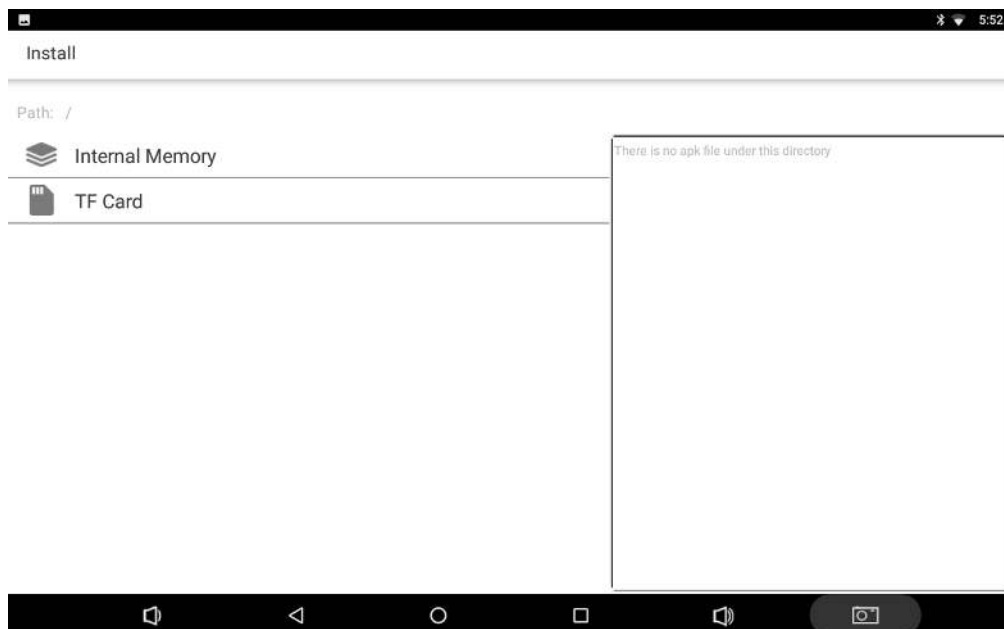 5:52
Install
Path: /
Internal Memory
There is no apk file under this directory
TF Card